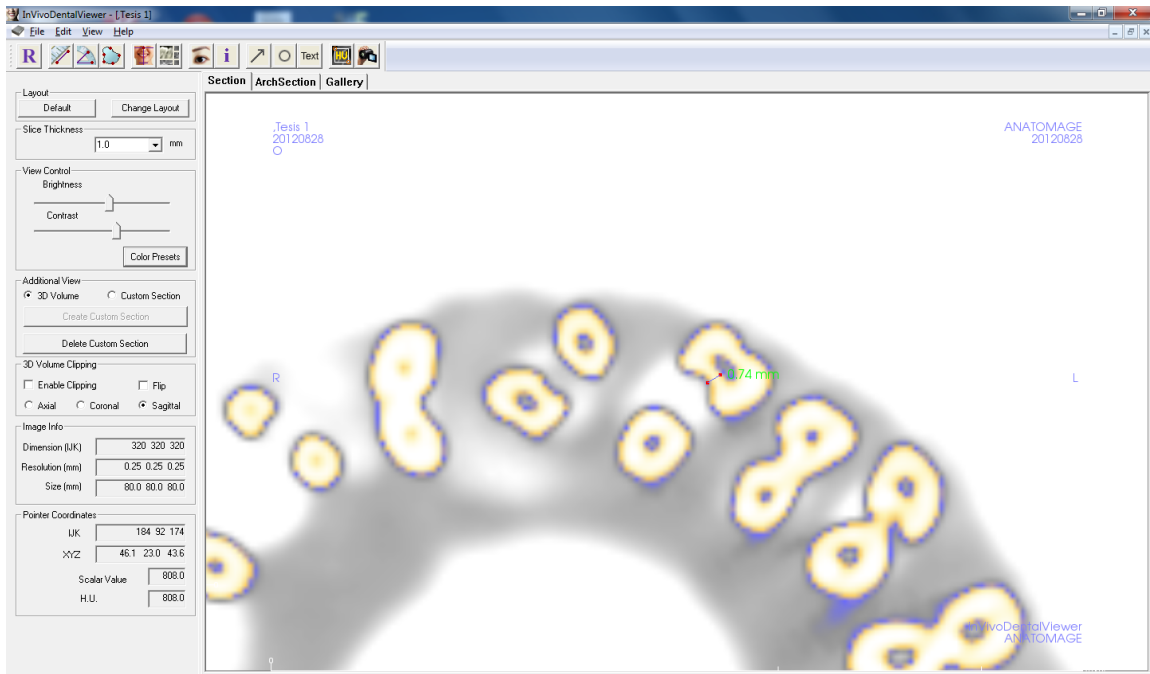 InVivoDentalViewer - [,Tesis 1]
File Edit View Help
R i Text HU
Section ArchSection Gallery
Layout
Default Change Layout
Slice Thickness
1.0 mm
View Control
Brightness
Contrast
Color Presets
Additional View
3D Volume Custom Section
Create Custom Section
Delete Custom Section
3D Volume Clipping
Enable Clipping Flip
Axial Coronal Sagittal
Image Info
Dimension (IJK) 320 320 320
Resolution (mm) 0.25 0.25 0.25
Size (mm) 80.0 80.0 80.0
Pointer Coordinates
IJK 184 92 174
XYZ 46.1 23.0 43.6
Scalar Value 808.0
H.U. 808.0
,Tesis 1
20120828
O
ANATOMAGE
20120828
R
mm
L
InVivoDentalViewer
ANATOMAGE
0